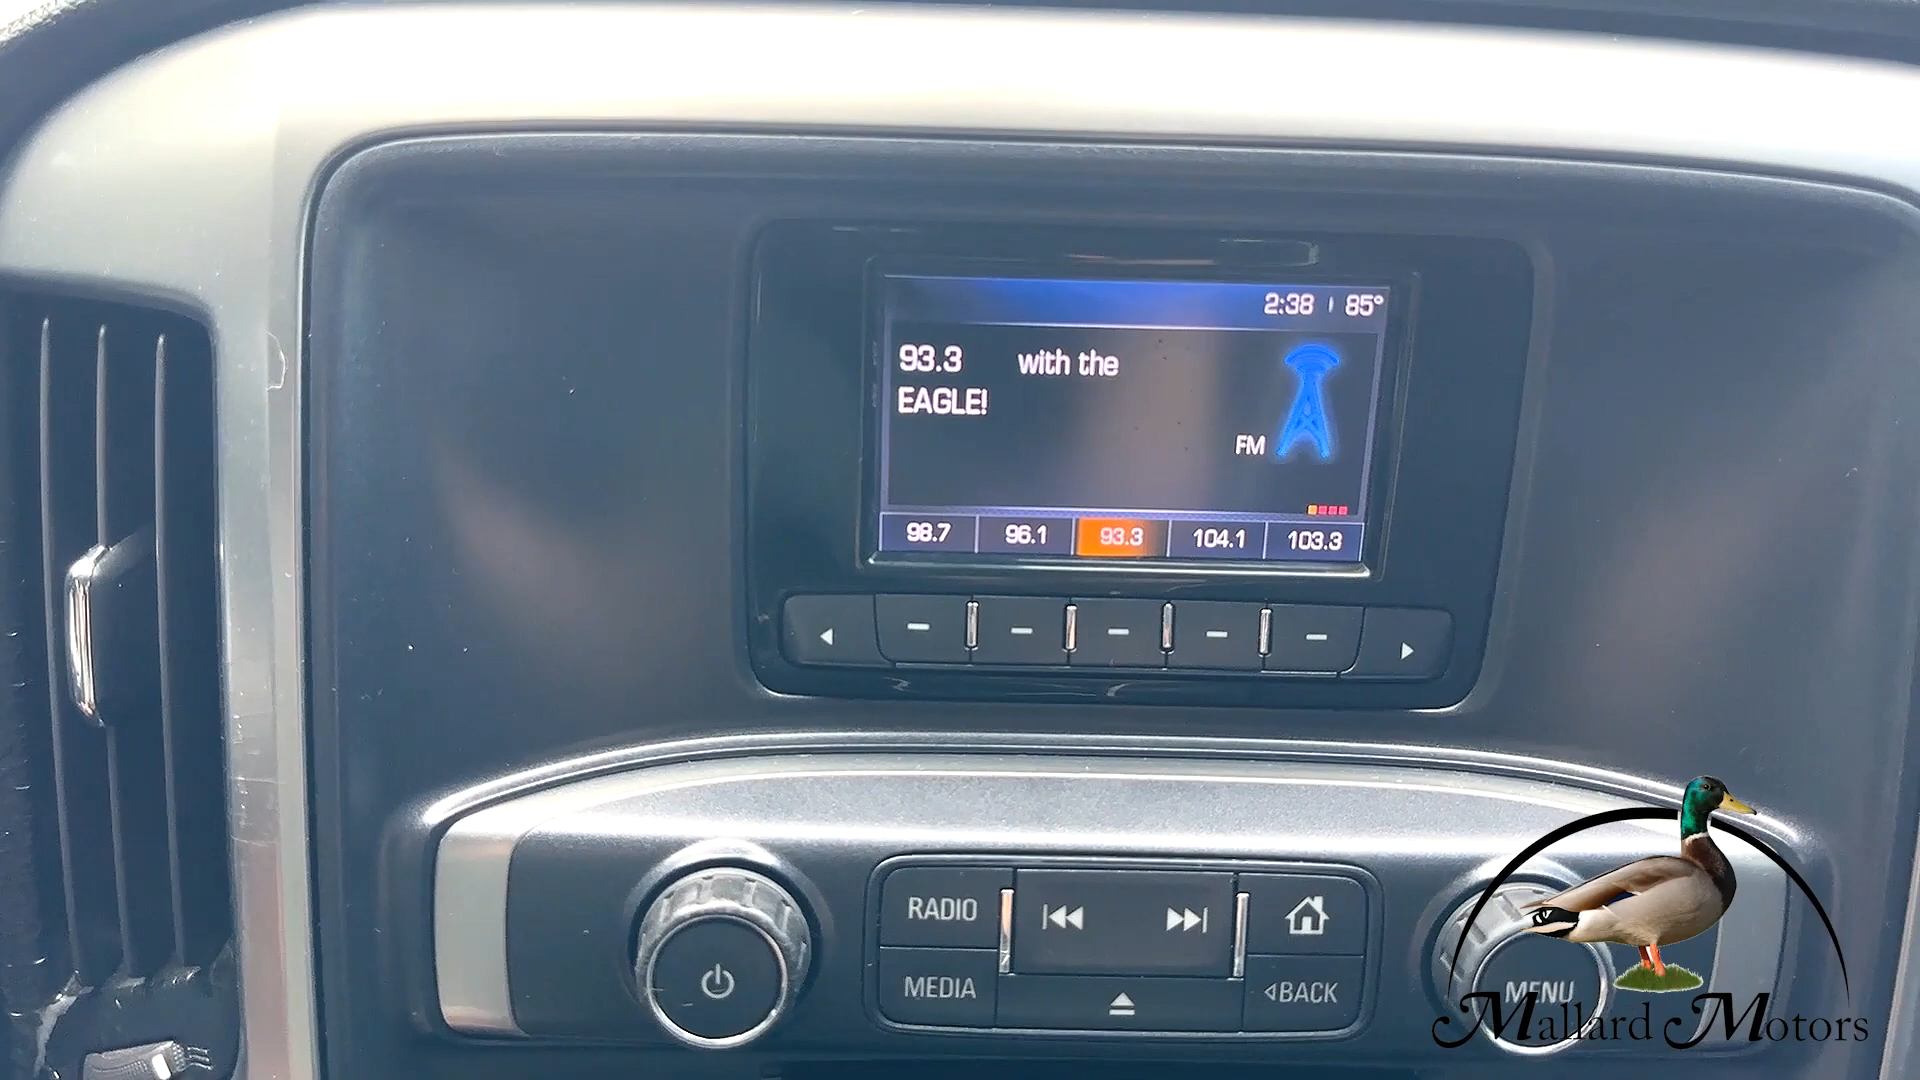 2:38 85°
93.3 with the
EAGLE!
FM
98.7 96.1 93.3 104.1 103.3
RADIO
MEDIA
BACK
MENU
Mallard Motors